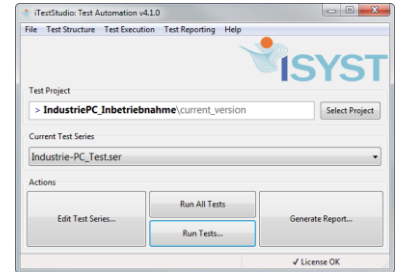 iTestStudio: Test Automation v4.1.0
File Test Structure Test Execution Test Reporting Help
iSYST
Test Project
> IndustriePC_Inbetriebnahme\current_version
Select Project
Current Test Series
Industrie-PC_Test.ser
Actions
Edit Test Series...
Run All Tests
Run Tests...
Generate Report...
✓ License OK